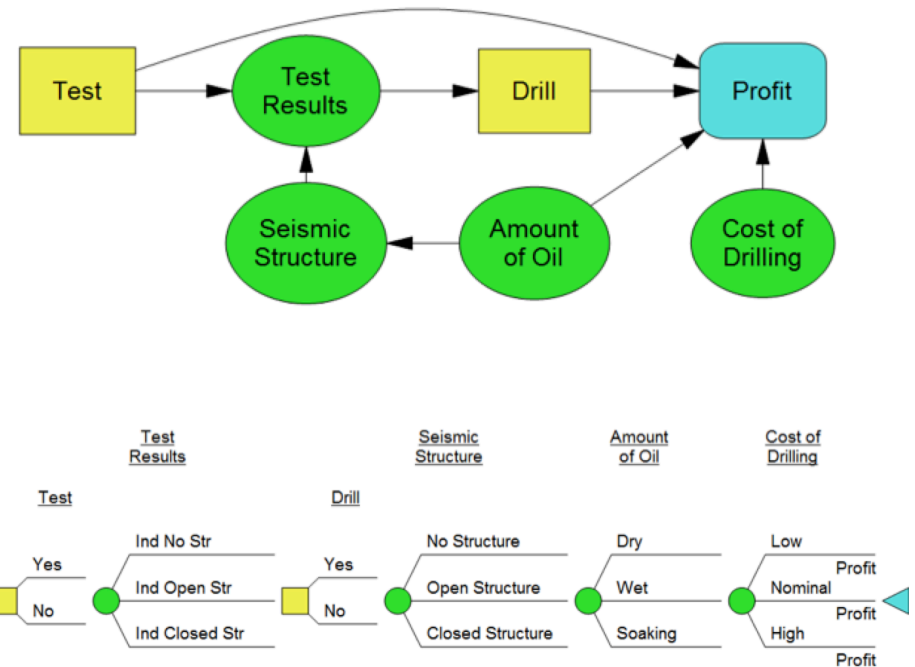 Test
Test
Results
Drill
Profit
Seismic
Structure
Amount
of Oil
Cost of
Drilling
Test
Results
Seismic
Structure
Amount
of Oil
Cost of
Drilling
Test
Drill
Ind No Str
No Structure
Dry
Low
Yes
Yes
Profit
Ind Open Str
Open Structure
Wet
Nominal
No
No
Profit
Ind Closed Str
Closed Structure
Soaking
High
Profit